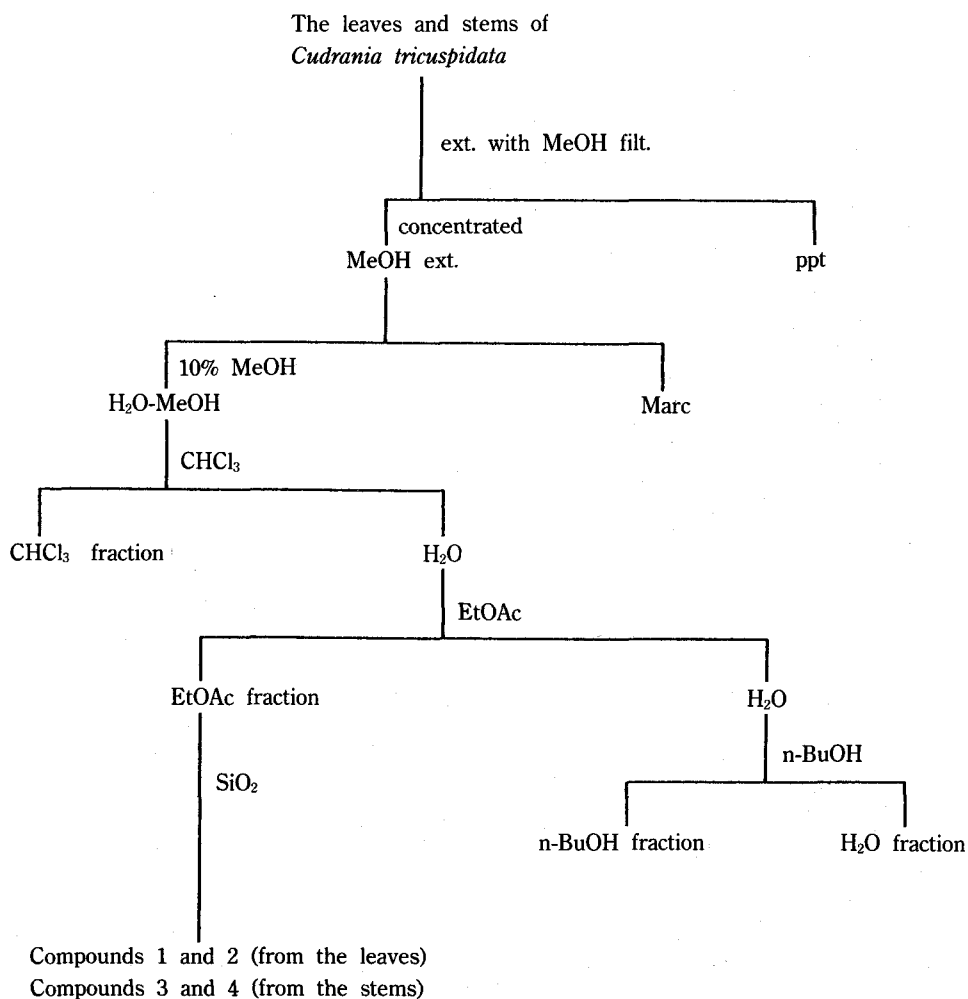 The leaves and stems of
Cudrania tricuspidata
ext. with MeOH filt.
concentrated
MeOH ext.
ppt
10% MeOH
H₂O-MeOH
Marc
CHCl₃
CHCl₃ fraction
H₂O
EtOAc
EtOAc fraction
H₂O
SiO₂
n-BuOH
n-BuOH fraction
H₂O fraction
Compounds 1 and 2 (from the leaves)
Compounds 3 and 4 (from the stems)